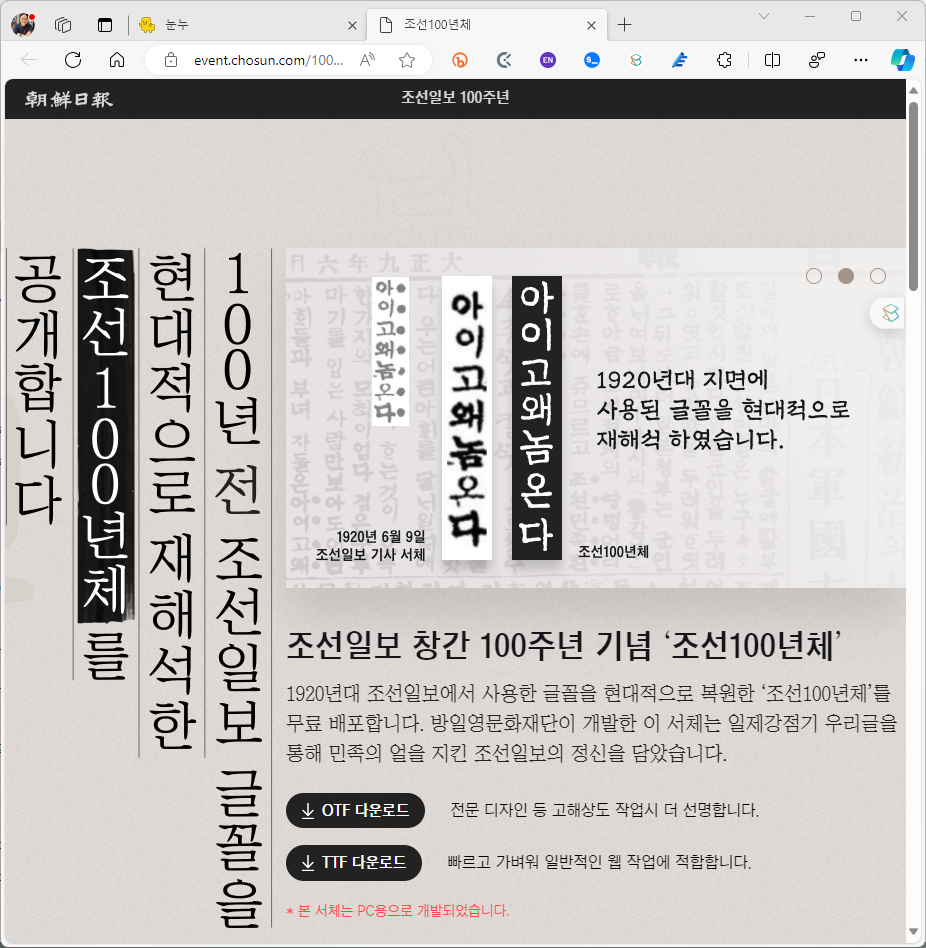 눈누
조선100년체
event.chosun.com/100...
EN
朝鮮日報
조선일보 100주년
100년 전 조선일보 글꼴을
현대적으로 재해석한
조선100년체를
공개합니다
아이고왜놈오다
아이고왜놈오다
아이고왜놈온다
1920년대 지면에
사용된 글꼴을 현대적으로
재해석 하였습니다.
1920년 6월 9일
조선일보 기사 서체
조선100년체
조선일보 창간 100주년 기념 ‘조선100년체’
1920년대 조선일보에서 사용한 글꼴을 현대적으로 복원한 ‘조선100년체’를
무료 배포합니다. 방일영문화재단이 개발한 이 서체는 일제강점기 우리글을
통해 민족의 얼을 지킨 조선일보의 정신을 담았습니다.
OTF 다운로드 전문 디자인 등 고해상도 작업시 더 선명합니다.
TTF 다운로드 빠르고 가벼워 일반적인 웹 작업에 적합합니다.
* 본 서체는 PC용으로 개발되었습니다.